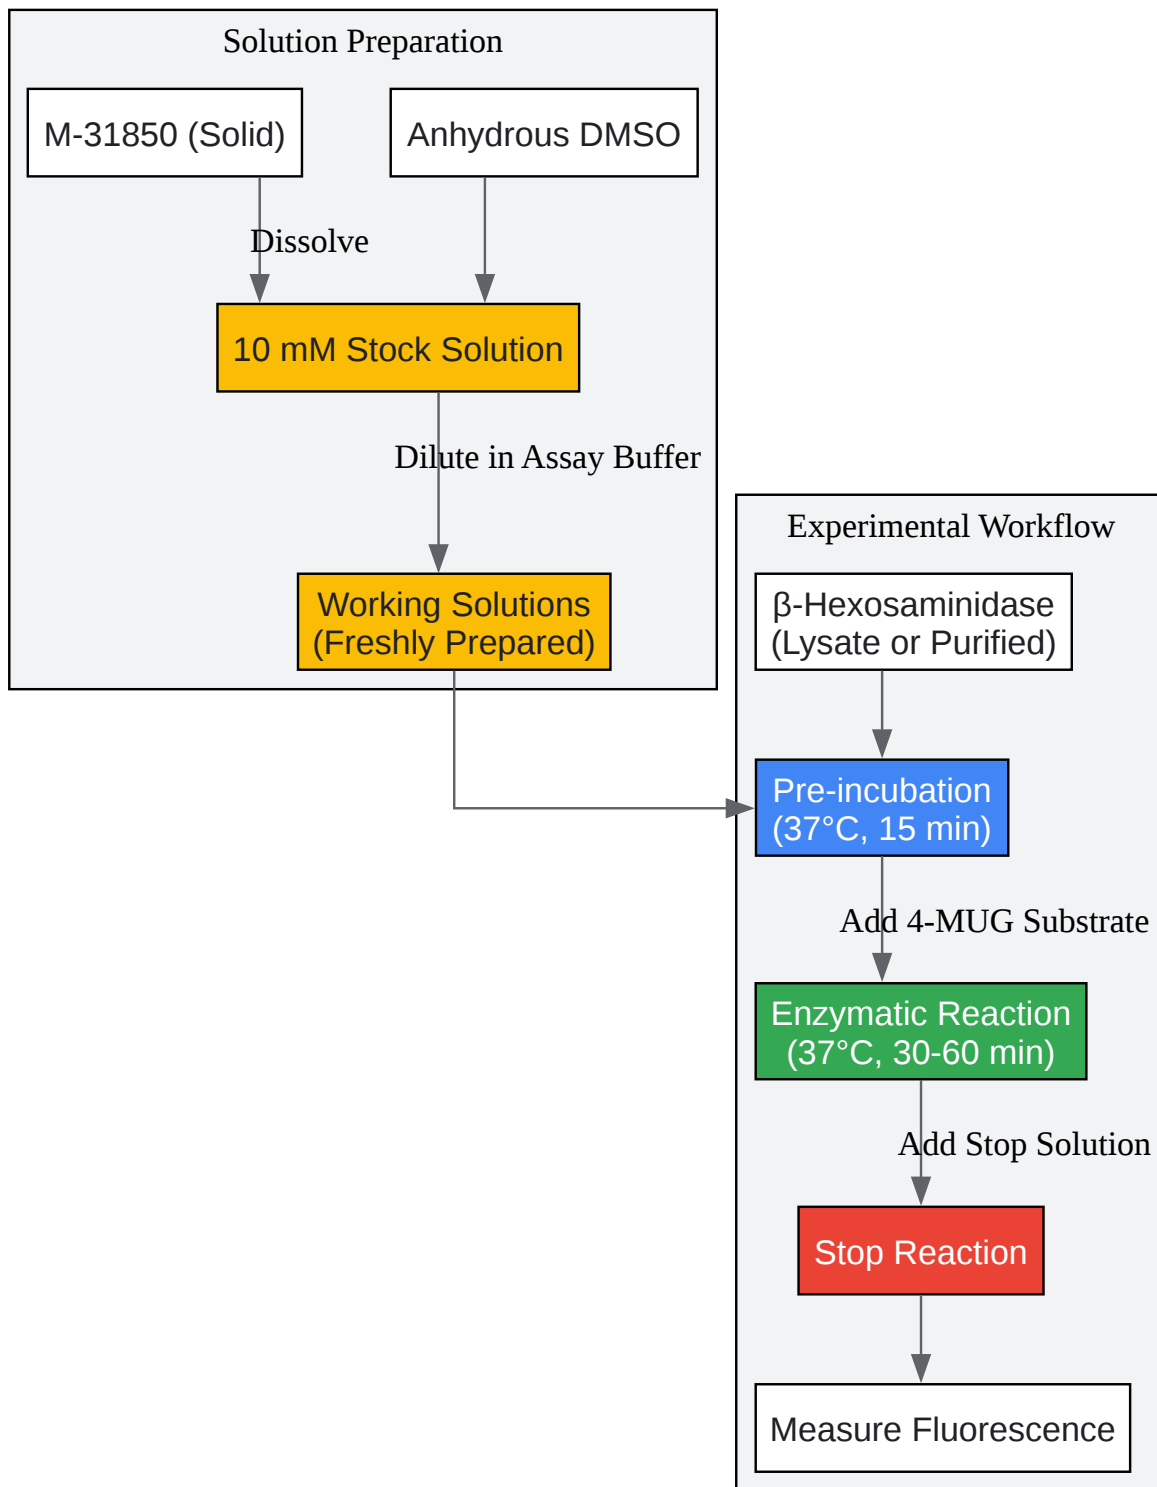 Solution Preparation
M-31850 (Solid)
Anhydrous DMSO
Dissolve
10 mM Stock Solution
Dilute in Assay Buffer
Working Solutions
(Freshly Prepared)
Experimental Workflow
β-Hexosaminidase
(Lysate or Purified)
Pre-incubation
(37°C, 15 min)
Add 4-MUG Substrate
Enzymatic Reaction
(37°C, 30-60 min)
Add Stop Solution
Stop Reaction
Measure Fluorescence